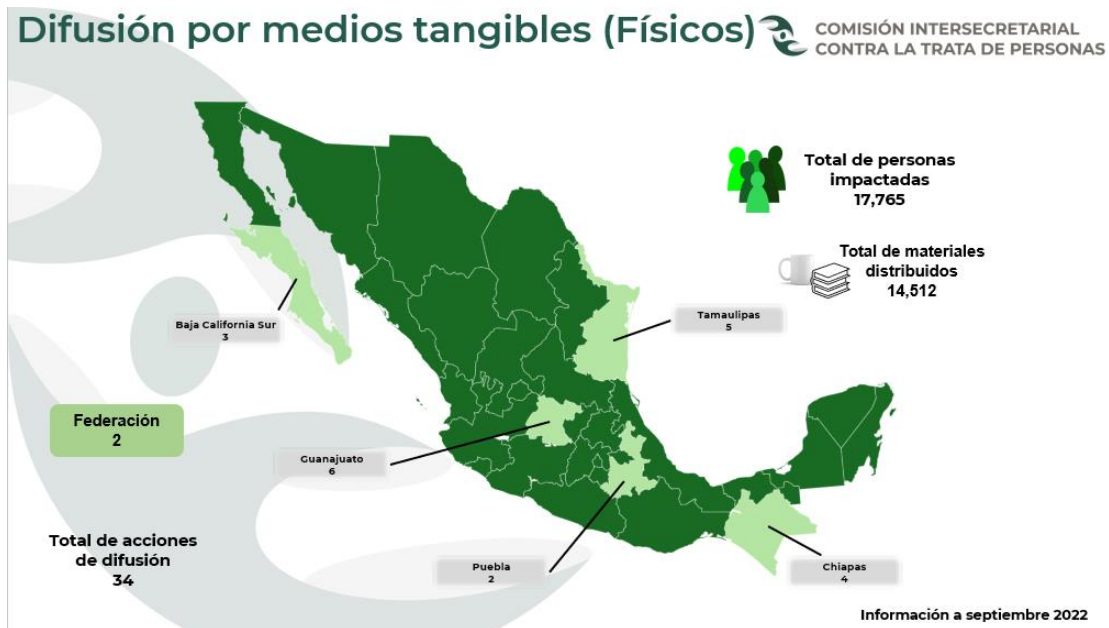 Difusión por medios tangibles (Físicos)
COMISIÓN INTERSECRETARIAL
CONTRA LA TRATA DE PERSONAS
Total de personas
impactadas
17,765
Total de materiales
distribuidos
14,512
Baja California Sur
3
Tamaulipas
5
Federación
2
Guanajuato
6
Total de acciones
de difusión
34
Puebla
2
Chiapas
4
Información a septiembre 2022